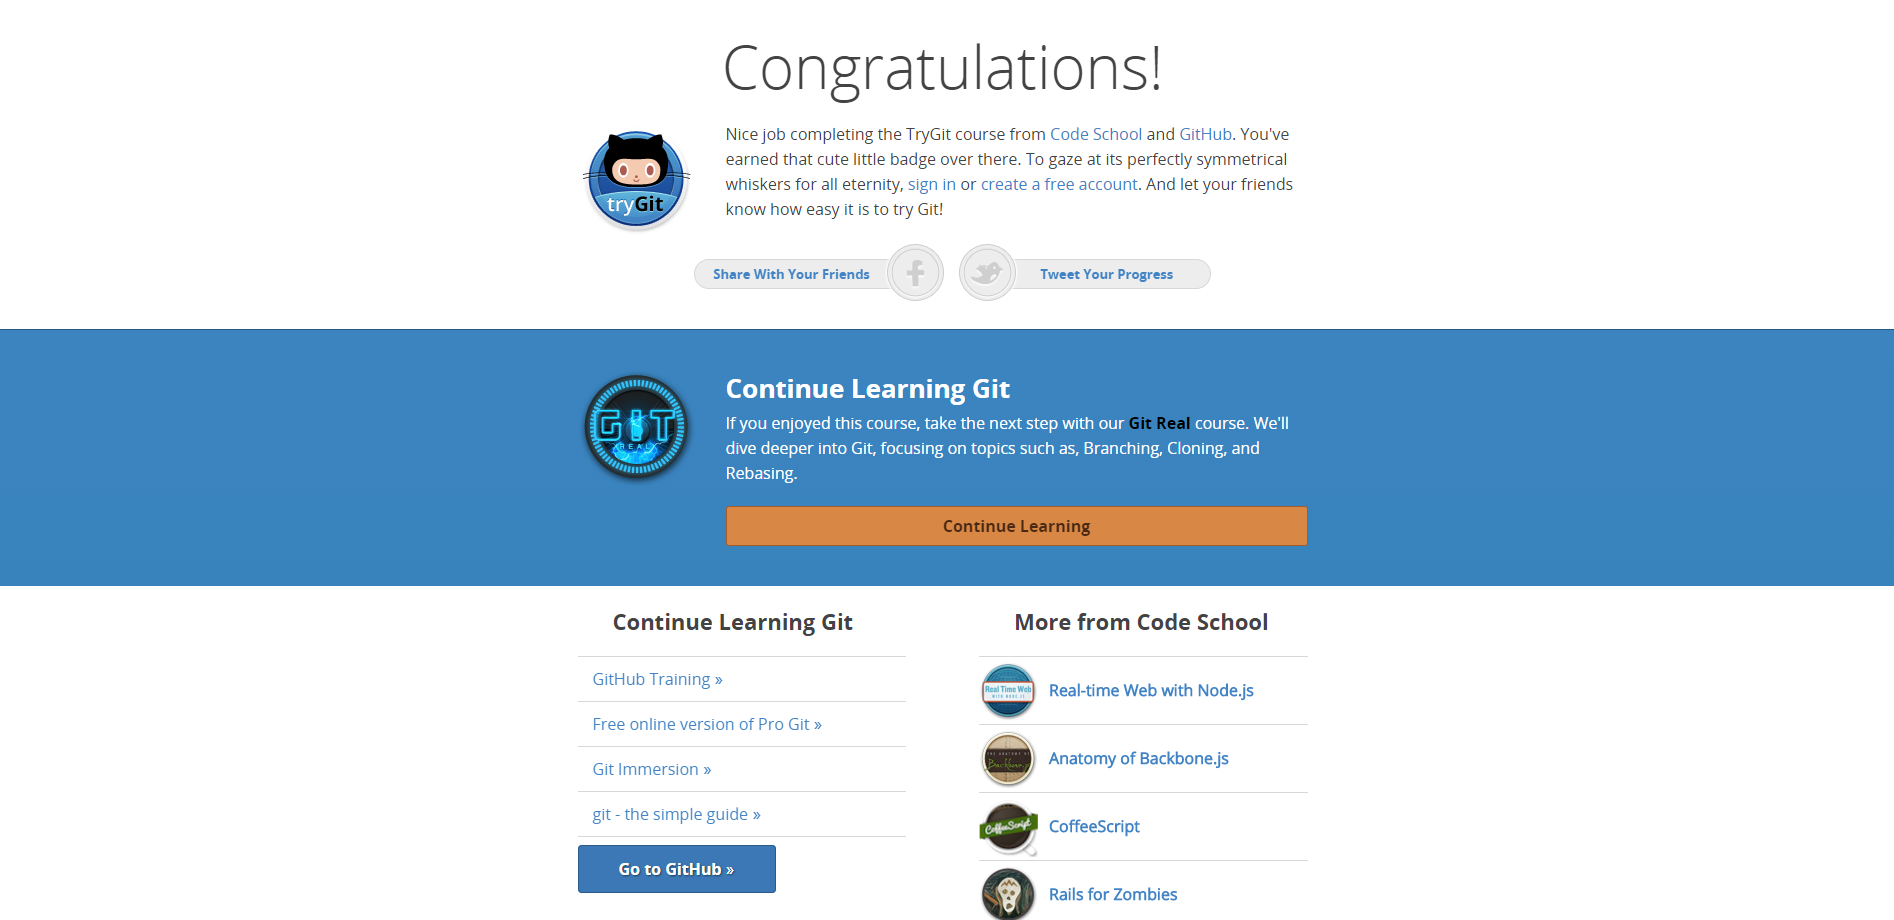 Congratulations!
Nice job completing the TryGit course from Code School and GitHub. You've
earned that cute little badge over there. To gaze at its perfectly symmetrical
whiskers for all eternity, sign in or create a free account. And let your friends
know how easy it is to try Git!
tryGit
Share With Your Friends
Tweet Your Progress
Continue Learning Git
GIT
REAL
If you enjoyed this course, take the next step with our Git Real course. We'll
dive deeper into Git, focusing on topics such as, Branching, Cloning, and
Rebasing.
Continue Learning
Continue Learning Git
GitHub Training »
Free online version of Pro Git »
Git Immersion »
git - the simple guide »
Go to GitHub »
More from Code School
Real Time Web
WITH NODE.JS
Real-time Web with Node.js
THE ANATOMY OF
Backbone.js
Anatomy of Backbone.js
CoffeeScript
CoffeeScript
Rails for Zombies